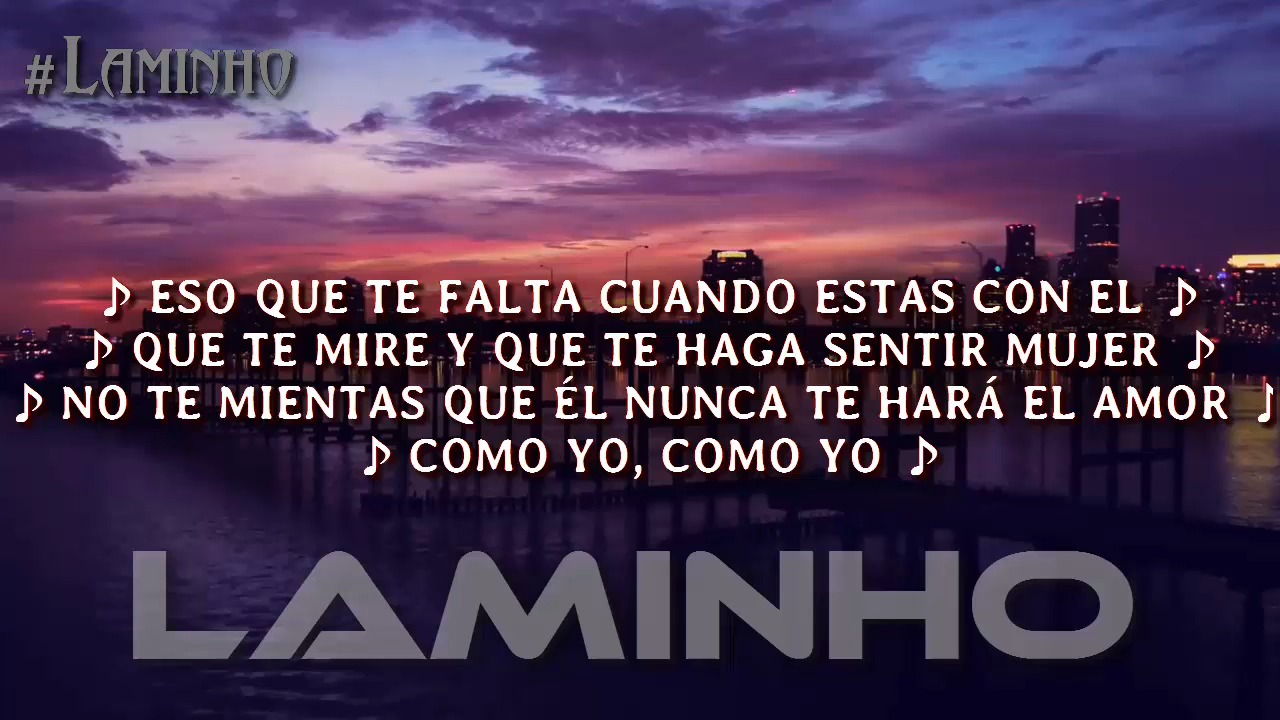 #LAMINHO
♪ ESO QUE TE FALTA CUANDO ESTAS CON EL ♪
♪ QUE TE MIRE Y QUE TE HAGA SENTIR MUJER ♪
♪ NO TE MIENTAS QUE ÉL NUNCA TE HARÁ EL AMOR ♪
♪ COMO YO, COMO YO ♪
LAMINHO